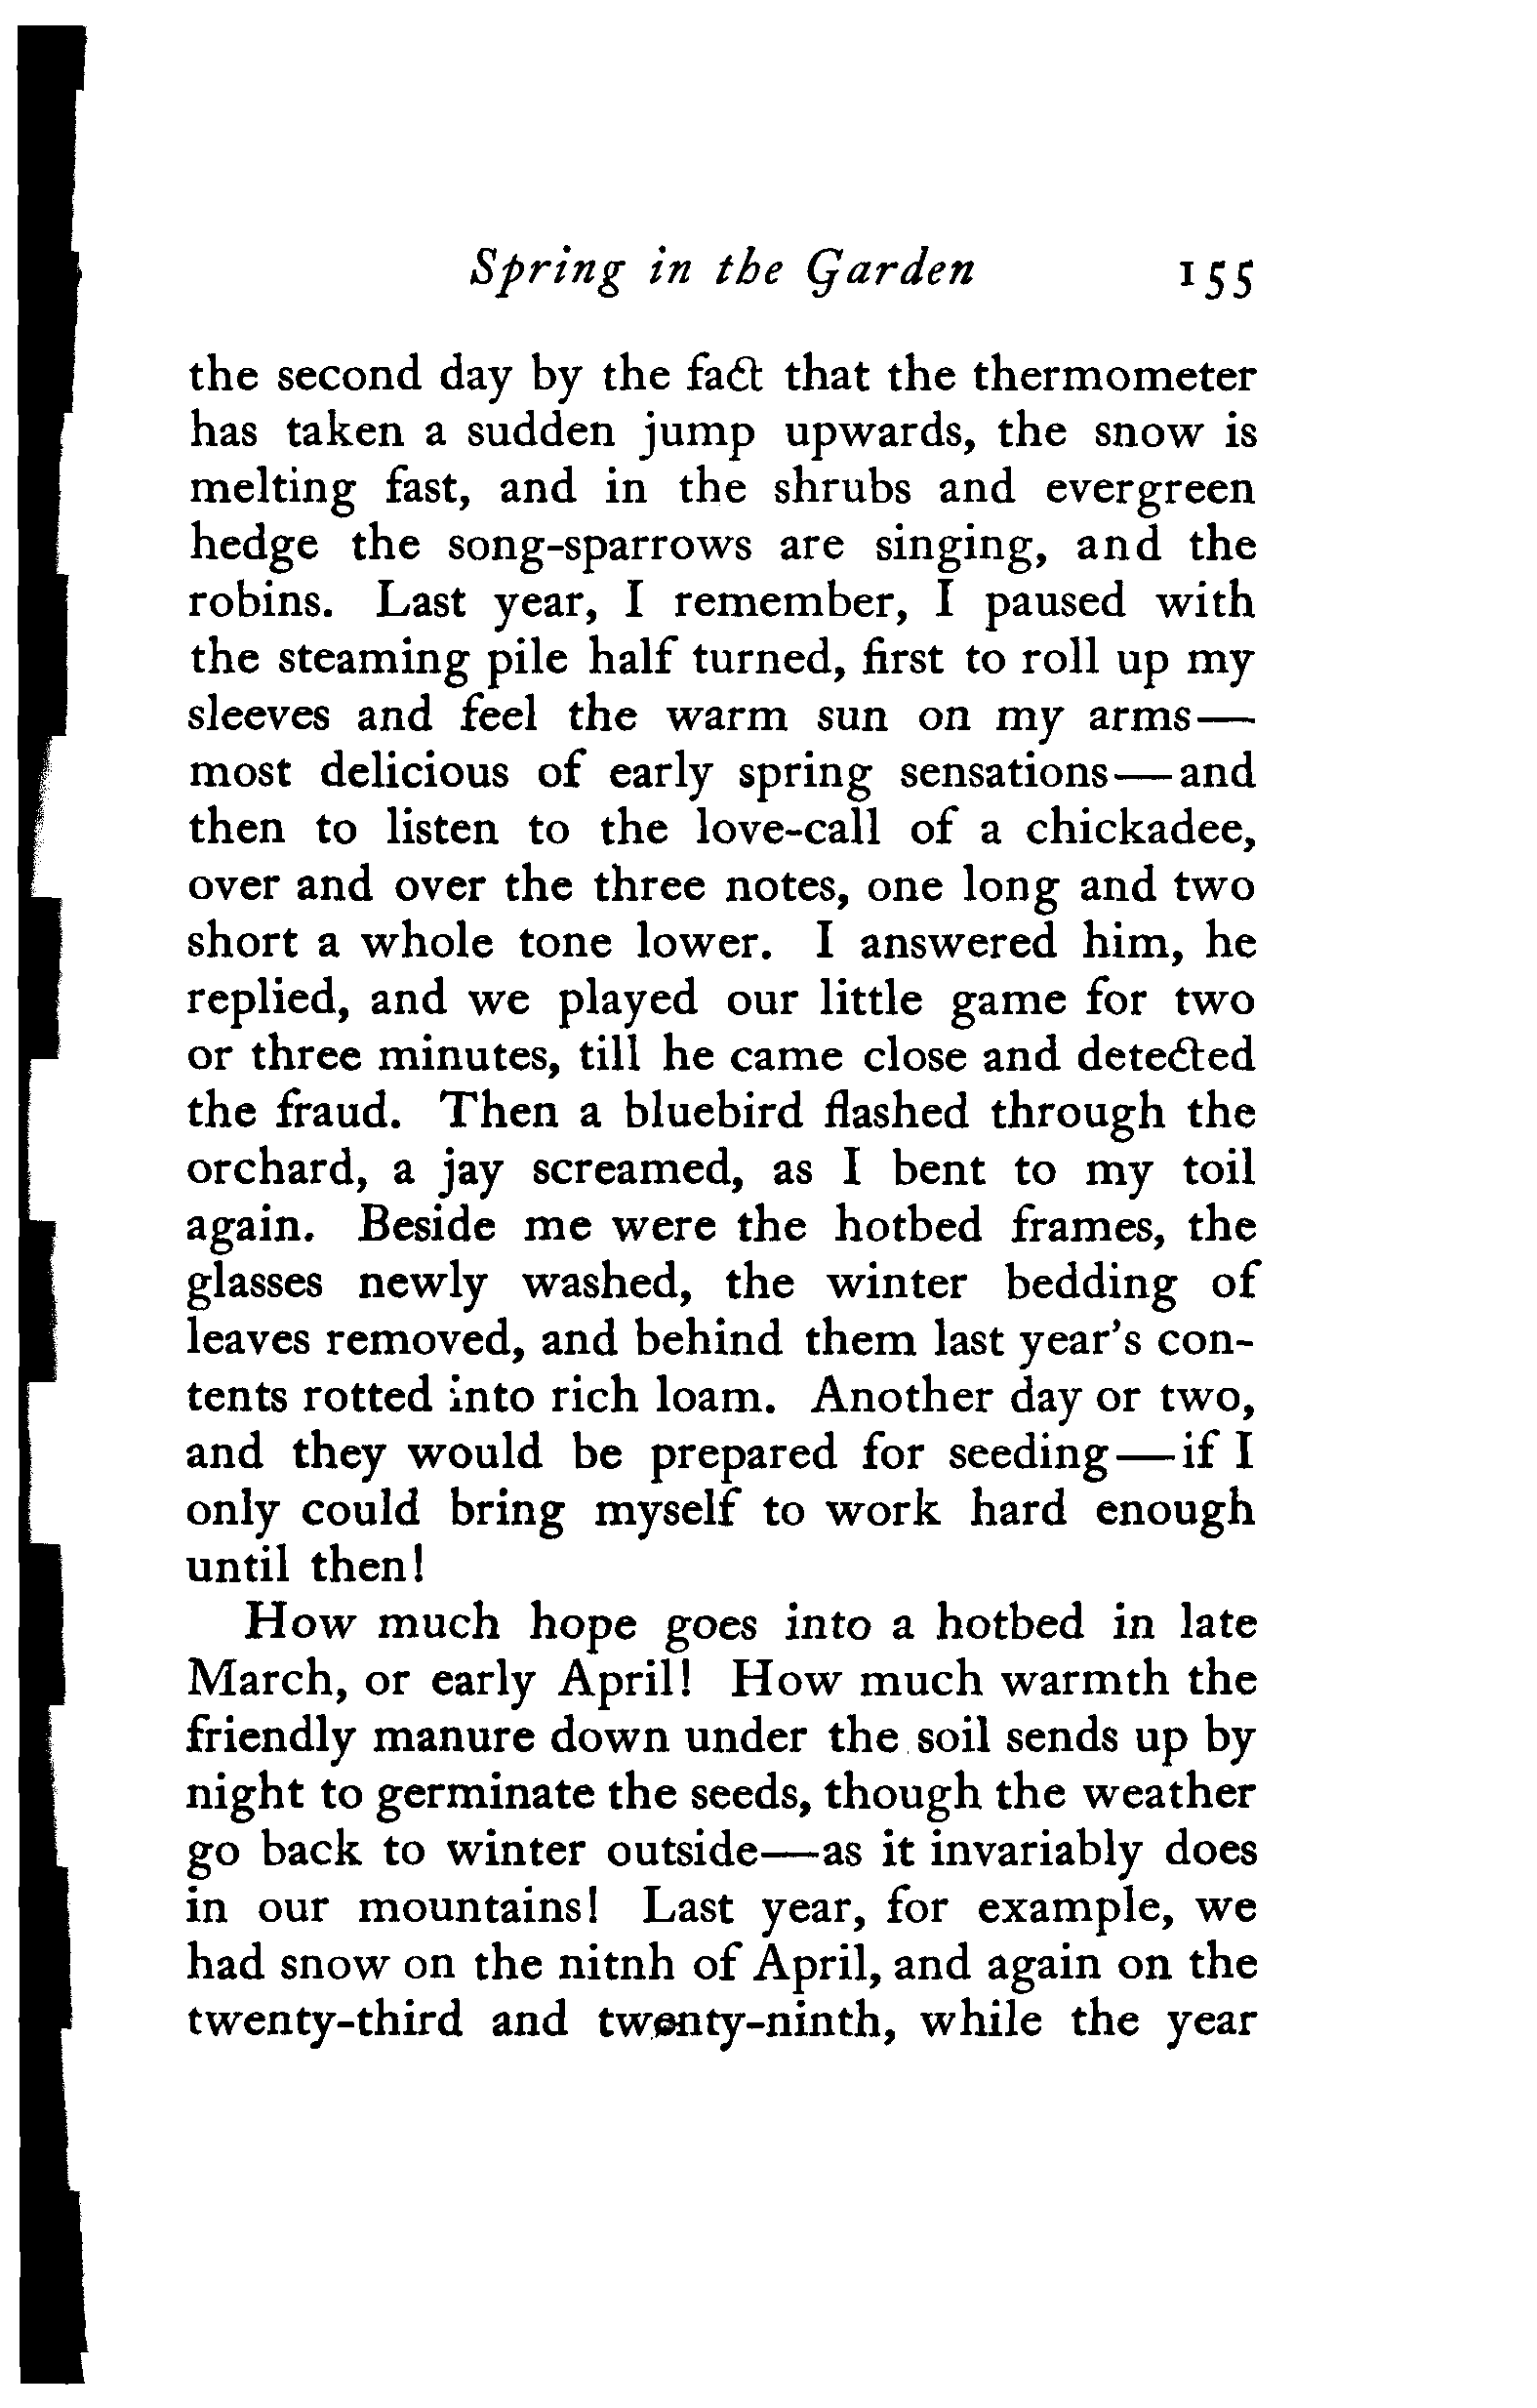 Spring in the Garden 155
the second day by the fact that the thermometer
has taken a sudden jump upwards, the snow is
melting fast, and in the shrubs and evergreen
hedge the song-sparrows are singing, and the
robins. Last year, I remember, I paused with
the steaming pile half turned, first to roll up my
sleeves and feel the warm sun on my arms—
most delicious of early spring sensations—and
then to listen to the love-call of a chickadee,
over and over the three notes, one long and two
short a whole tone lower. I answered him, he
replied, and we played our little game for two
or three minutes, till he came close and detected
the fraud. Then a bluebird flashed through the
orchard, a jay screamed, as I bent to my toil
again. Beside me were the hotbed frames, the
glasses newly washed, the winter bedding of
leaves removed, and behind them last year's con-
tents rotted into rich loam. Another day or two,
and they would be prepared for seeding—if I
only could bring myself to work hard enough
until then!
How much hope goes into a hotbed in late
March, or early April! How much warmth the
friendly manure down under the soil sends up by
night to germinate the seeds, though the weather
go back to winter outside—as it invariably does
in our mountains! Last year, for example, we
had snow on the nitnh of April, and again on the
twenty-third and twenty-ninth, while the year